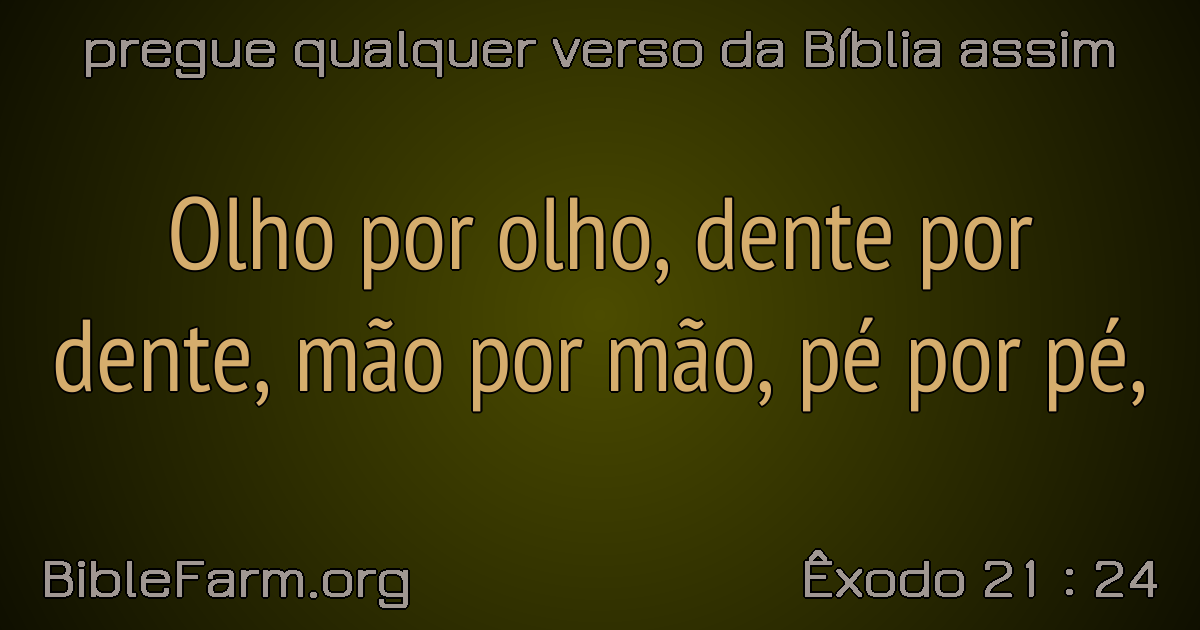 pregue qualquer verso da Bíblia assim
Olho por olho, dente por
dente, mão por mão, pé por pé,
BibleFarm.org
Êxodo 21 : 24